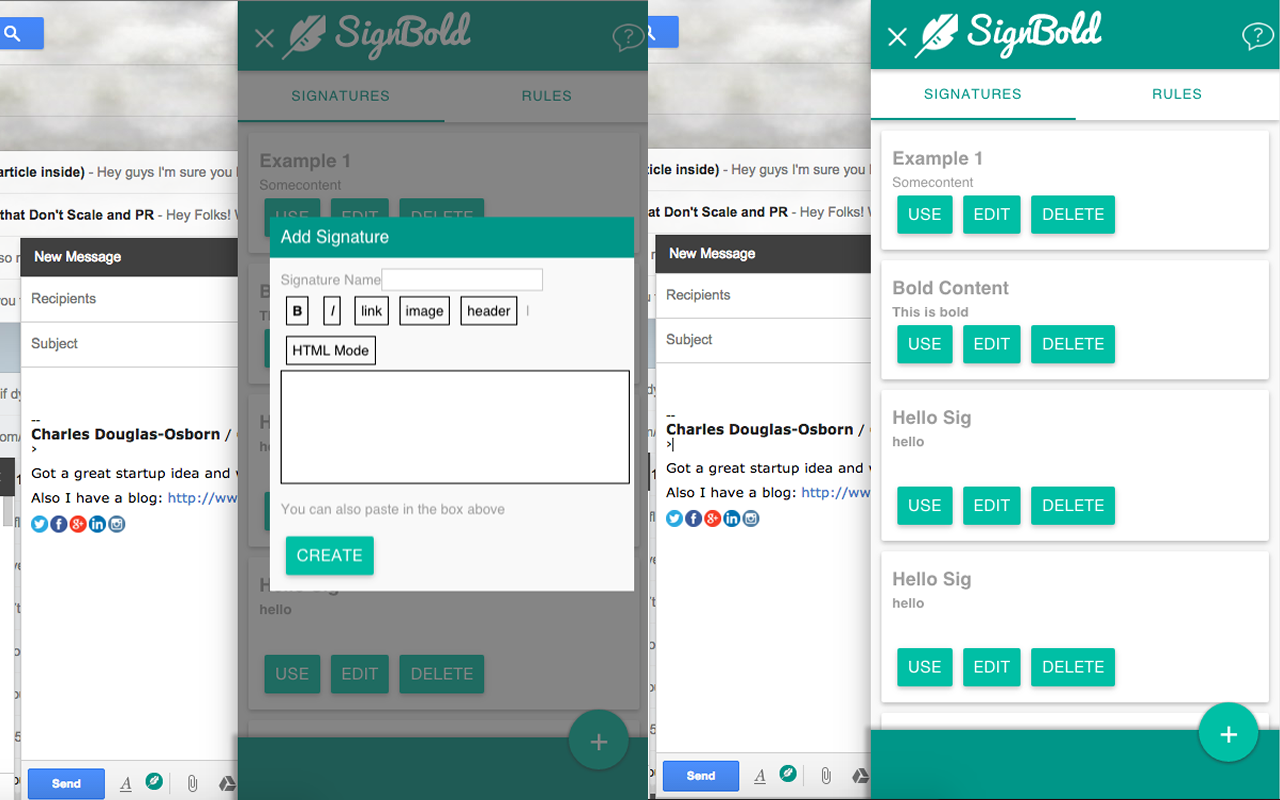 SignBold
?
SIGNATURES RULES
Example 1
Somecontent
USE EDIT DELETE
Add Signature
Signature Name
B I link image header |
HTML Mode
You can also paste in the box above
CREATE
hello
USE EDIT DELETE
+
article inside) - Hey guys I'm sure you
that Don't Scale and PR - Hey Folks!
New Message
Recipients
Subject
--
Charles Douglas-Osborn /
>
Got a great startup idea and
Also I have a blog: http://ww
Send A
SignBold
?
SIGNATURES RULES
Example 1
Somecontent
USE EDIT DELETE
Bold Content
This is bold
USE EDIT DELETE
Hello Sig
hello
USE EDIT DELETE
Hello Sig
hello
USE EDIT DELETE
+
ticle inside) - Hey guys I'm sure you
at Don't Scale and PR - Hey Folks!
New Message
Recipients
Subject
--
Charles Douglas-Osborn /
>
Got a great startup idea and
Also I have a blog: http://www
Send A